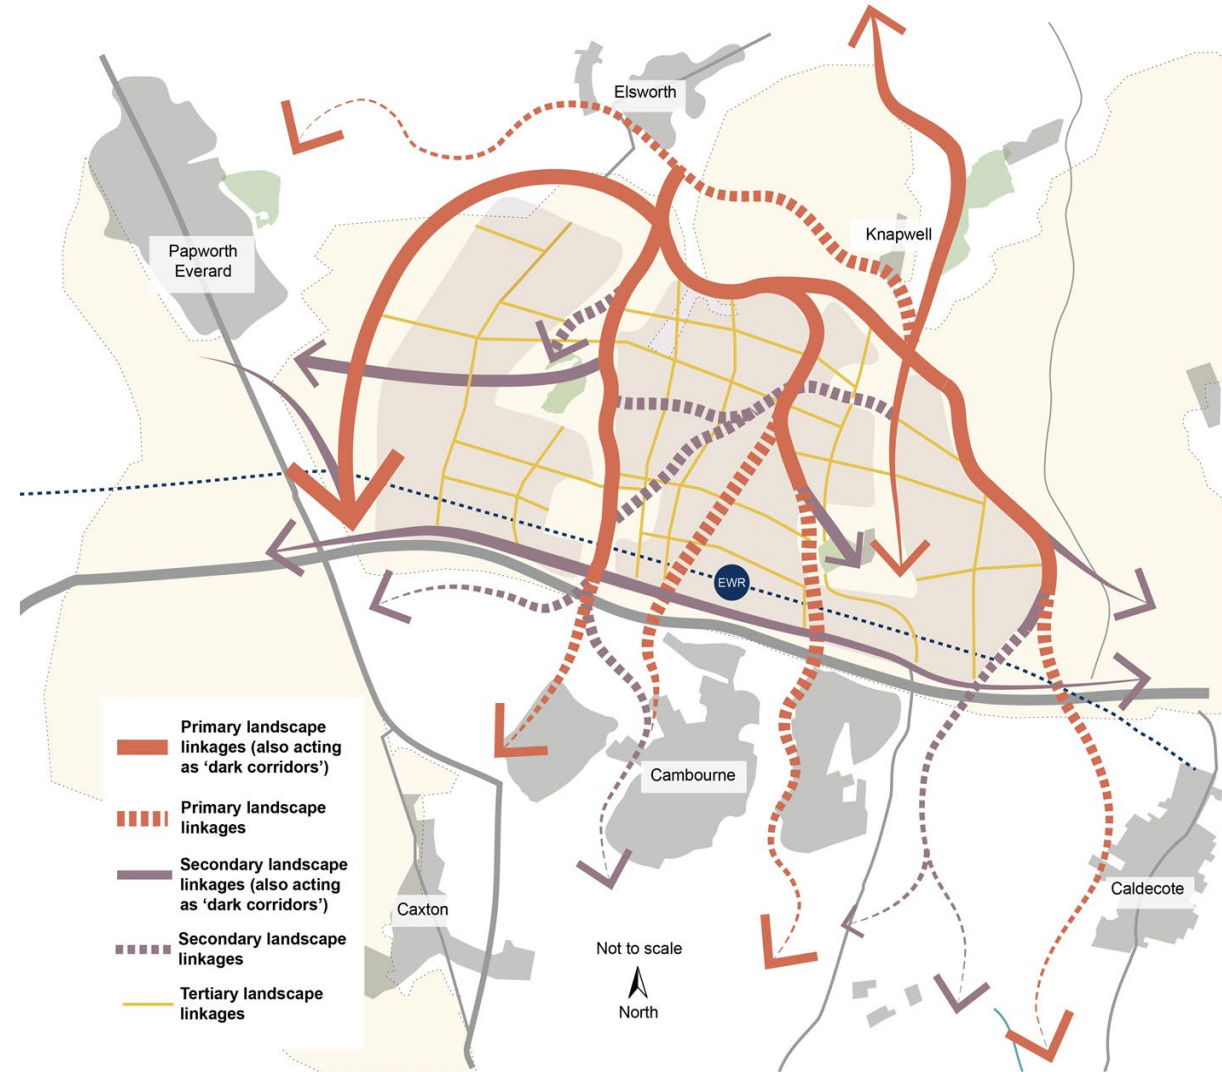 Elsworth
Knapwell
Papworth
Everard
EWR
Primary landscape
linkages (also acting
as ‘dark corridors’)
Primary landscape
linkages
Secondary landscape
linkages (also acting
as ‘dark corridors’)
Secondary landscape
linkages
Tertiary landscape
linkages
Cambourne
Caxton
Caldecote
Not to scale
North